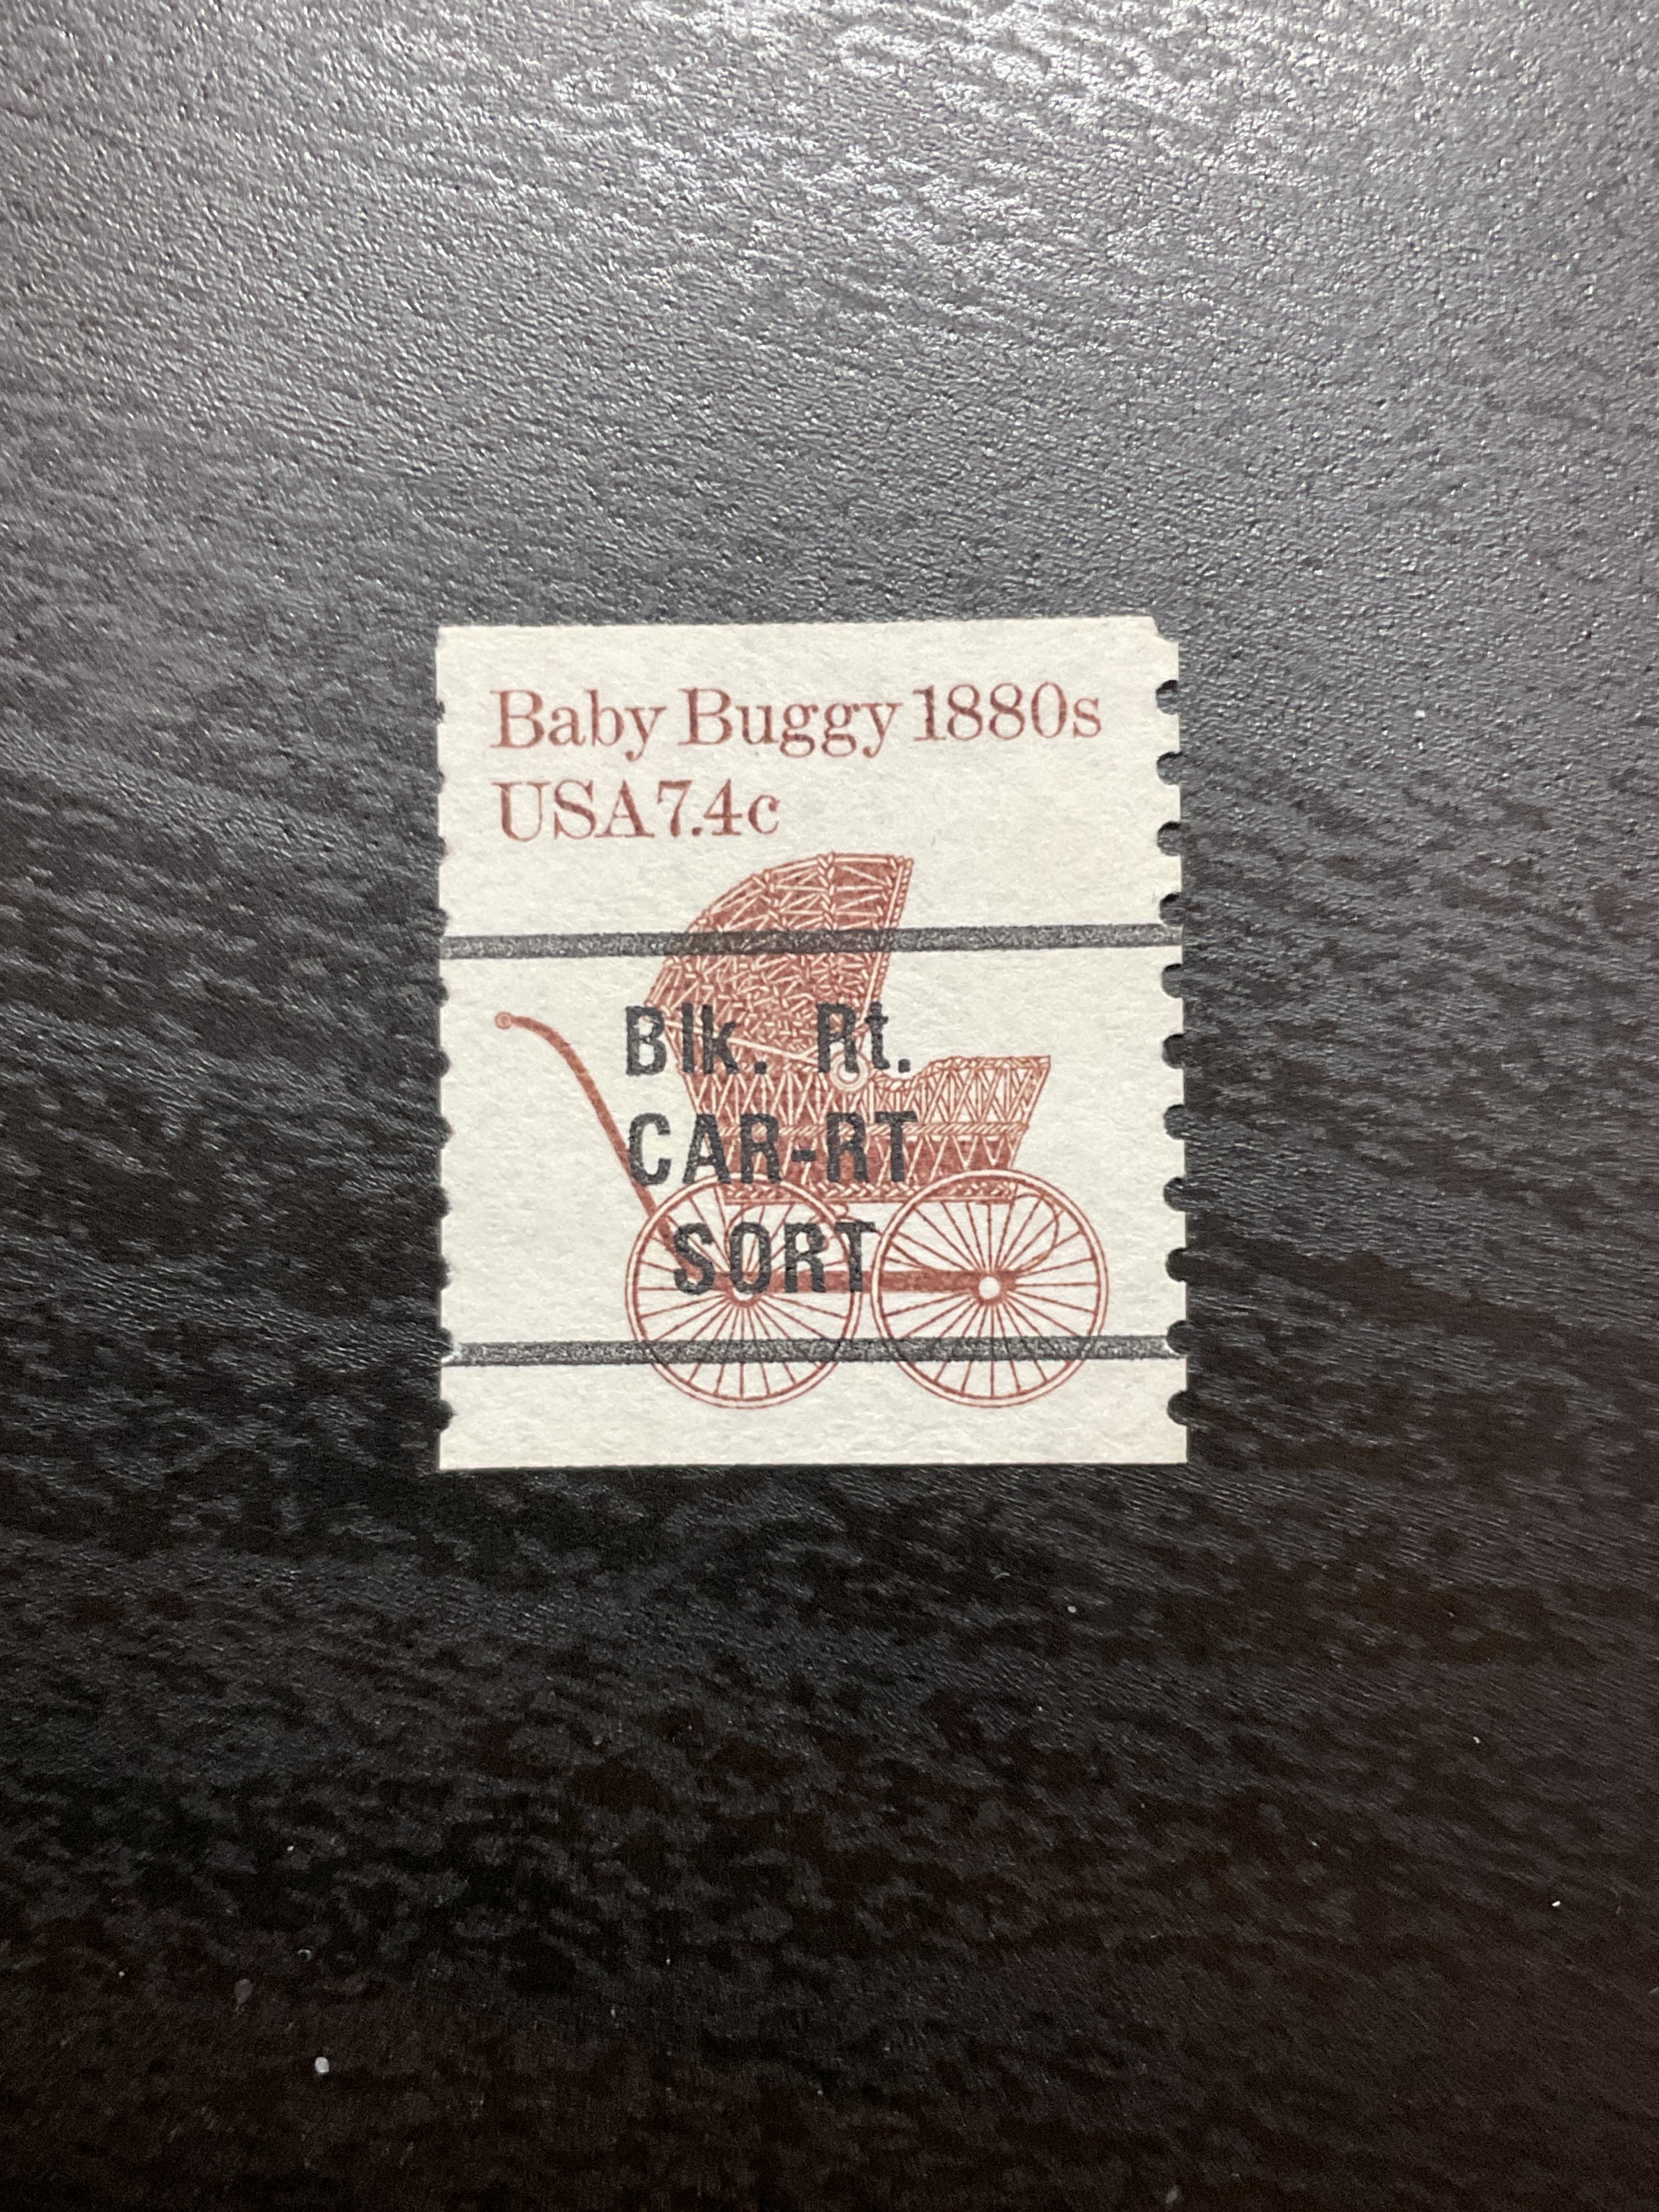 Baby Buggy 1880s
USA 7.4c
Blk. Rt.
CAR-RT
SORT